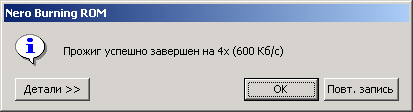 Nero Burning ROM
Прожиг успешно завершен на 4x (600 Кб/с)
Детали >> OK Повт. запись